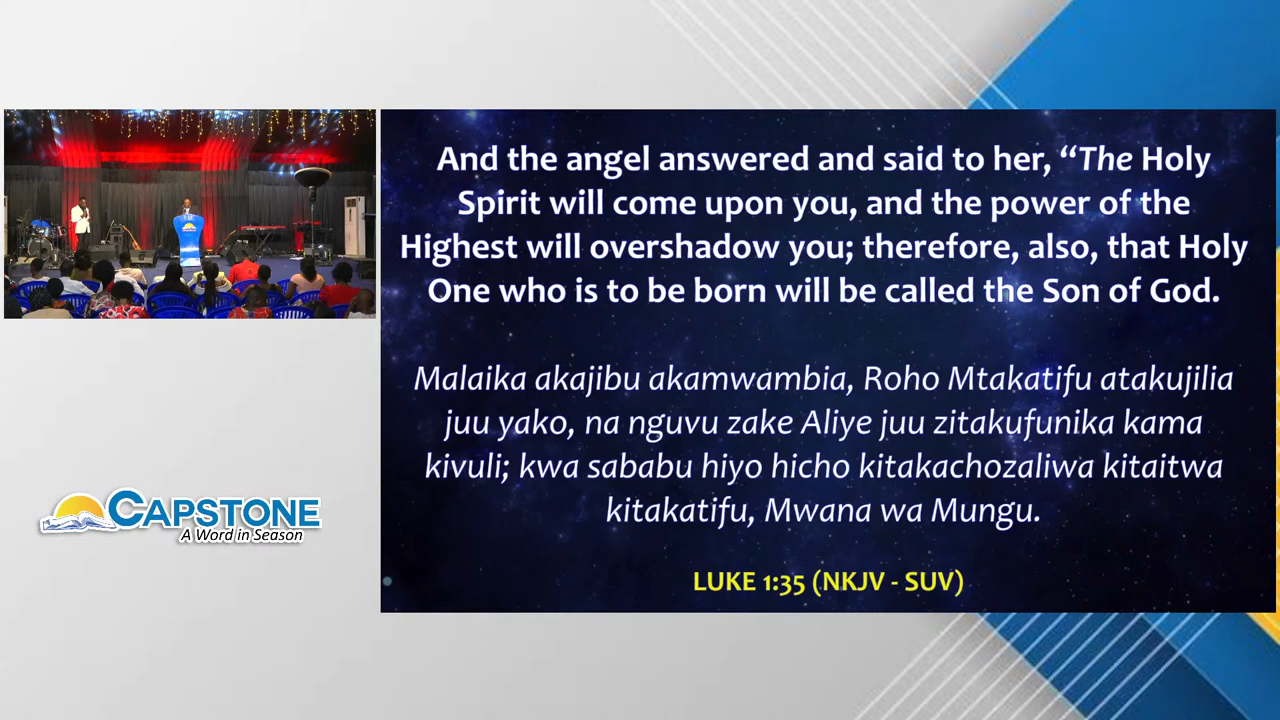 And the angel answered and said to her, “The Holy
Spirit will come upon you, and the power of the
Highest will overshadow you; therefore, also, that Holy
One who is to be born will be called the Son of God.
Malaika akajibu akamwambia, Roho Mtakatifu atakujilia
juu yako, na nguvu zake Aliye juu zitakufunika kama
kivuli; kwa sababu hiyo hicho kitakachozaliwa kitaitwa
kitakatifu, Mwana wa Mungu.
LUKE 1:35 (NKJV - SUV)
CAPSTONE
A Word in Season